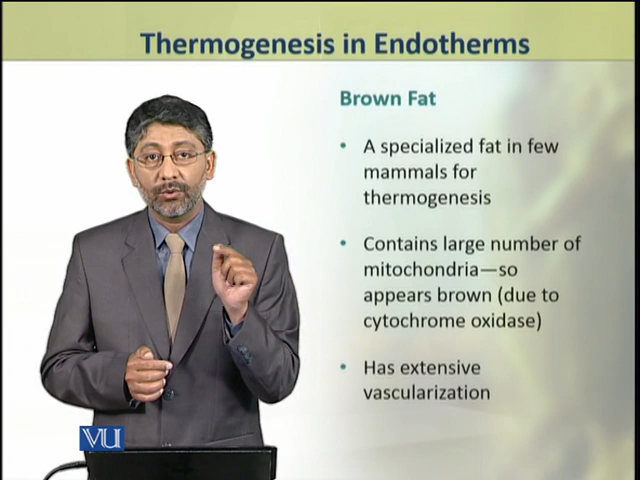 Thermogenesis in Endotherms
Brown Fat
• A specialized fat in few
mammals for
thermogenesis
• Contains large number of
mitochondria—so
appears brown (due to
cytochrome oxidase)
• Has extensive
vascularization
VU